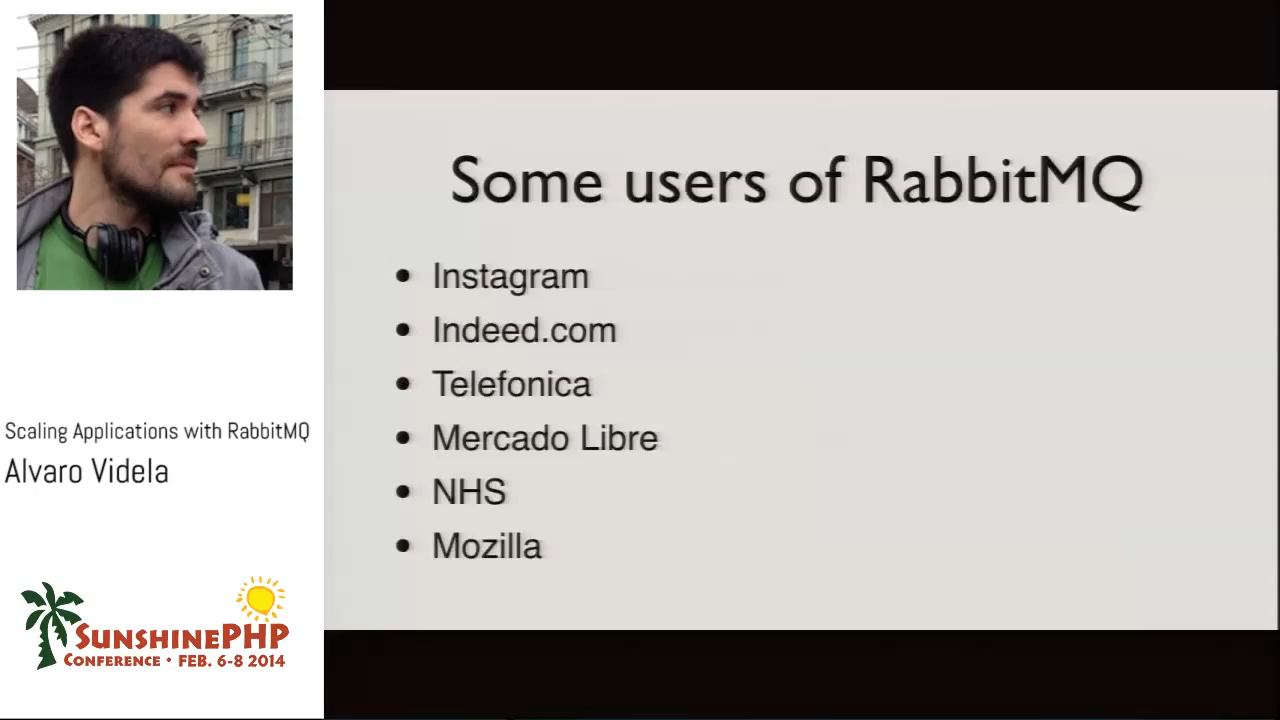 Scaling Applications with RabbitMQ
Alvaro Videla
SUNSHINEPHP
CONFERENCE • FEB. 6-8 2014
Some users of RabbitMQ
• Instagram
• Indeed.com
• Telefonica
• Mercado Libre
• NHS
• Mozilla